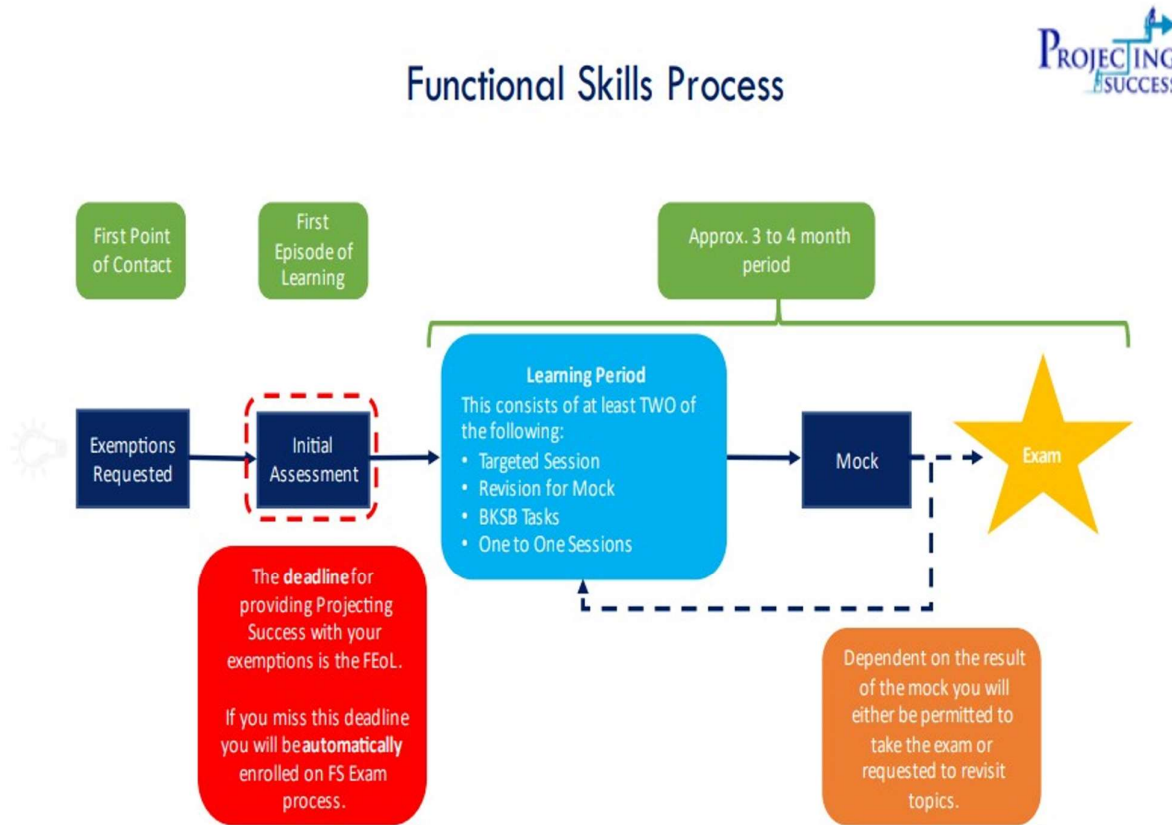 PROJECTING
SUCCESS
Functional Skills Process
First Point
of Contact
First
Episode of
Learning
Approx. 3 to 4 month
period
Exemptions
Requested
Initial
Assessment
Learning Period
This consists of at least TWO of
the following:
• Targeted Session
• Revision for Mock
• BKSB Tasks
• One to One Sessions
Mock
Exam
The deadline for
providing Projecting
Success with your
exemptions is the FEoL.
If you miss this deadline
you will be automatically
enrolled on FS Exam
process.
Dependent on the result
of the mock you will
either be permitted to
take the exam or
requested to revisit
topics.